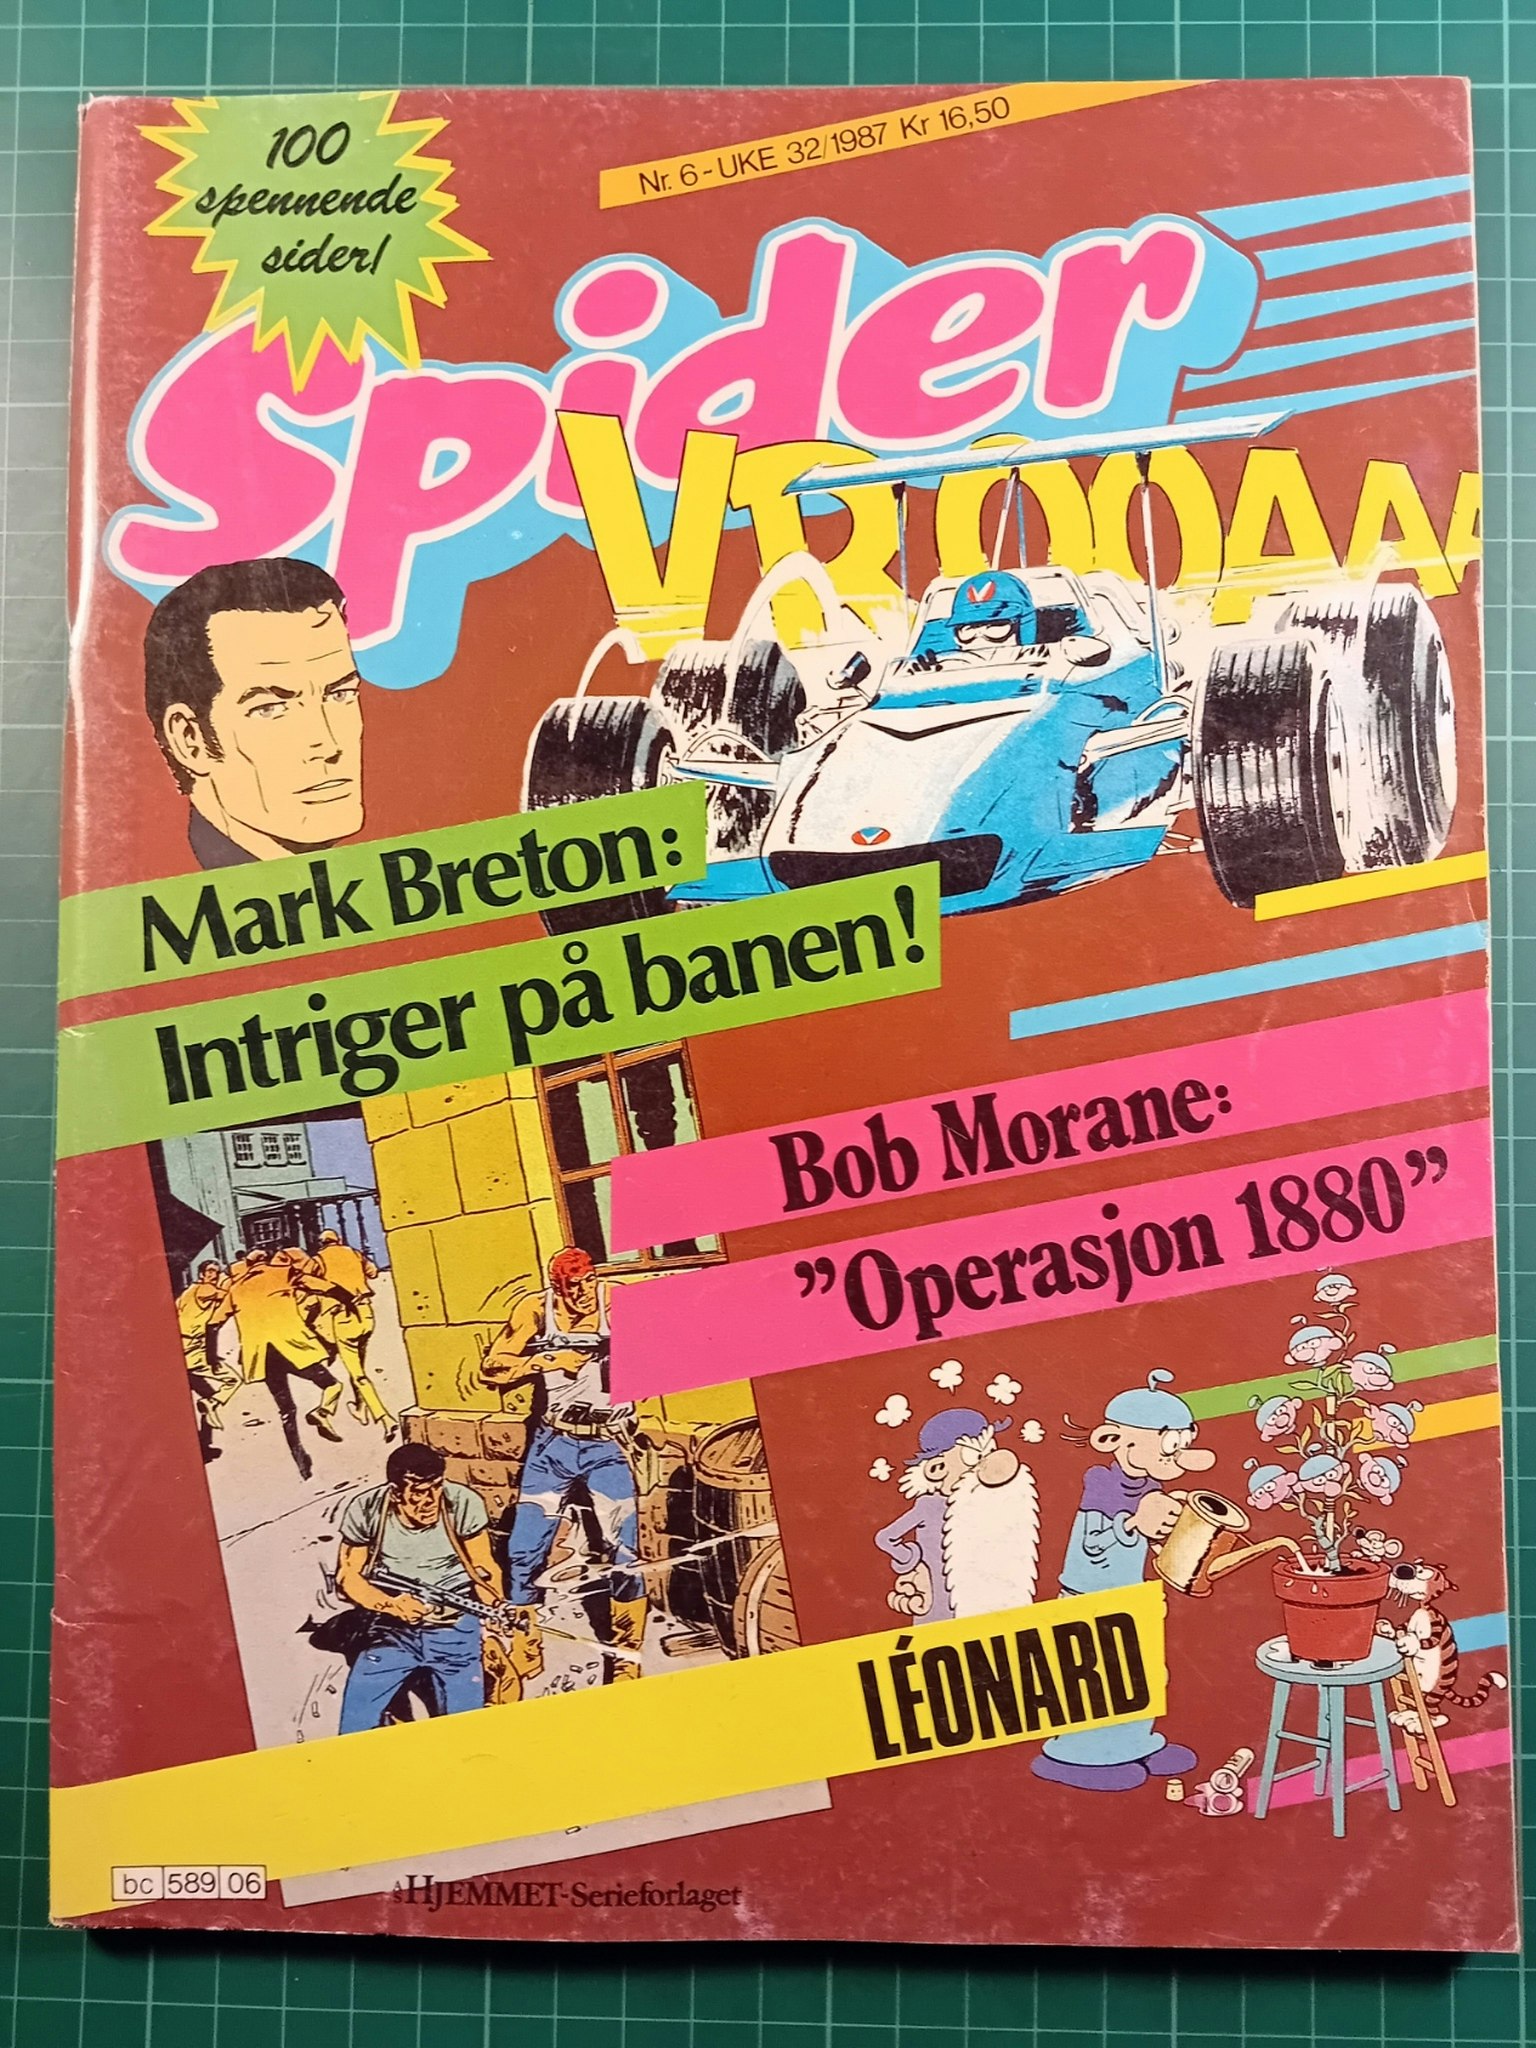 100
spennende
sider!
Nr. 6 - UKE 32/1987 Kr 16,50
Spider
VROOAAA
Mark Breton:
Intriger på banen!
Bob Morane:
”Operasjon 1880”
LÉONARD
bc 589 06
A/S HJEMMET-Serieforlaget